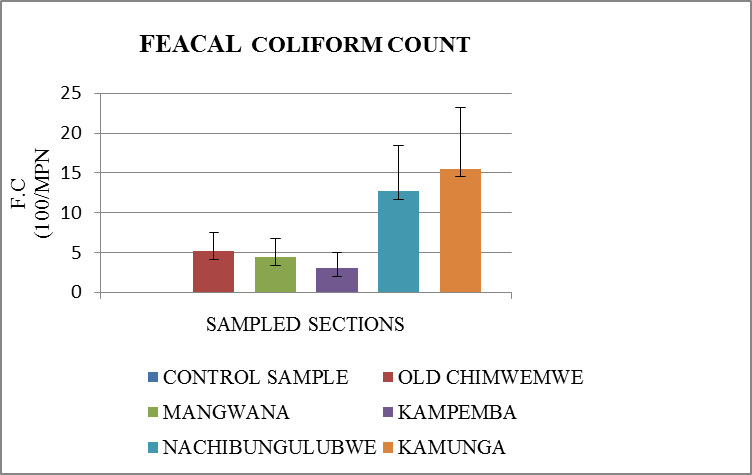 FEACAL COLIFORM COUNT
25
20
15
10
5
0
F.C
(100/MPN
SAMPLED SECTIONS
CONTROL SAMPLE OLD CHIMWEMWE
MANGWANA KAMPEMBA
NACHIBUNGULUBWE KAMUNGA